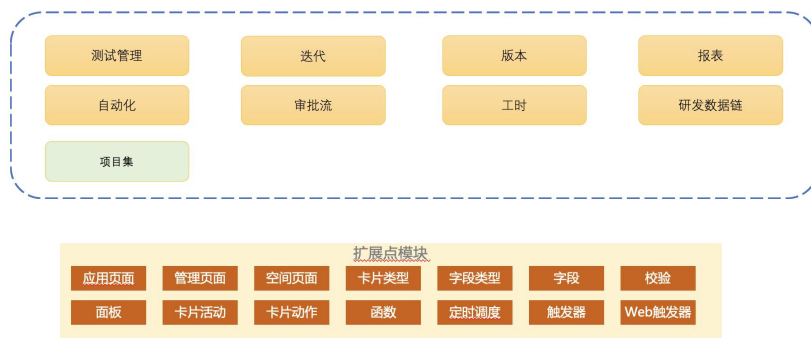 测试管理 迭代 版本 报表
自动化 审批流 工时 研发数据链
项目集
扩展点模块
应用页面 管理页面 空间页面 卡片类型 字段类型 字段 校验
面板 卡片活动 卡片动作 函数 定时调度 触发器 Web触发器